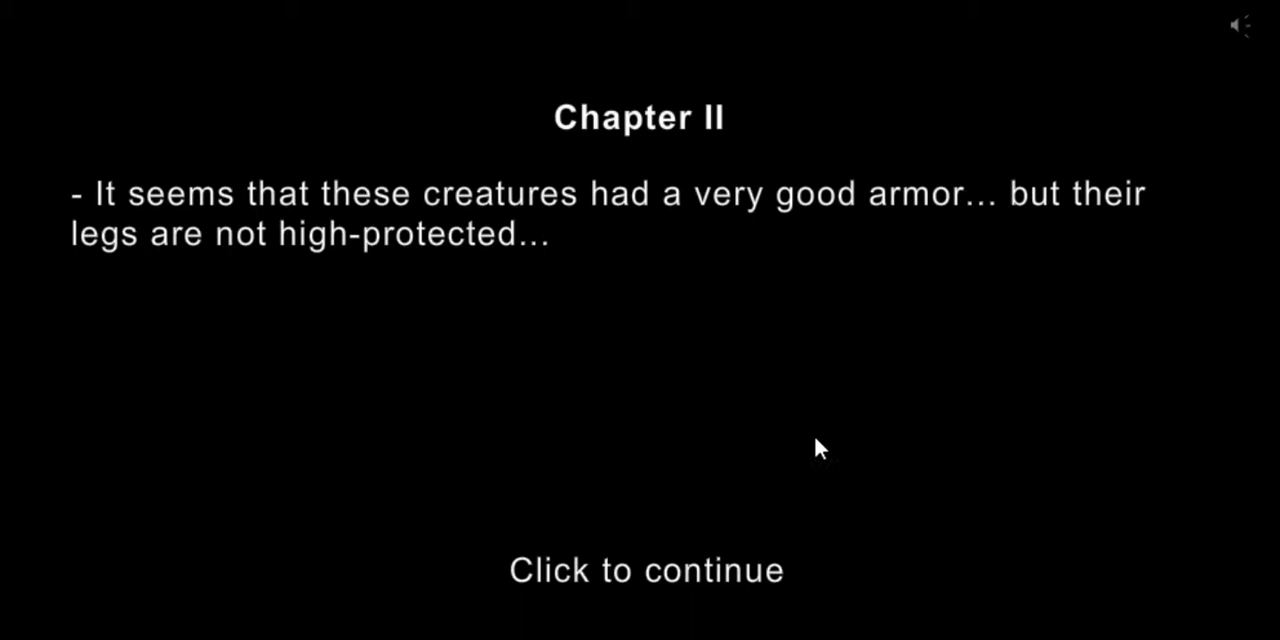 Chapter II
- It seems that these creatures had a very good armor... but their
legs are not high-protected...
Click to continue